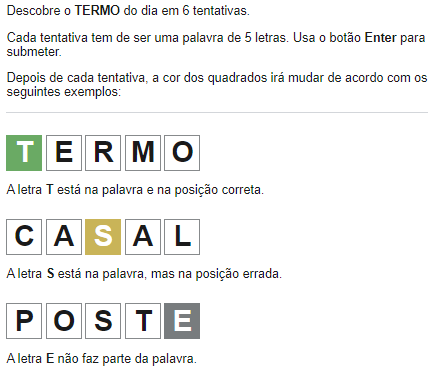 Descobre o TERMO do dia em 6 tentativas.
Cada tentativa tem de ser uma palavra de 5 letras. Usa o botão Enter para
submeter.
Depois de cada tentativa, a cor dos quadrados irá mudar de acordo com os
seguintes exemplos:
T E R M O
A letra T está na palavra e na posição correta.
C A S A L
A letra S está na palavra, mas na posição errada.
P O S T E
A letra E não faz parte da palavra.